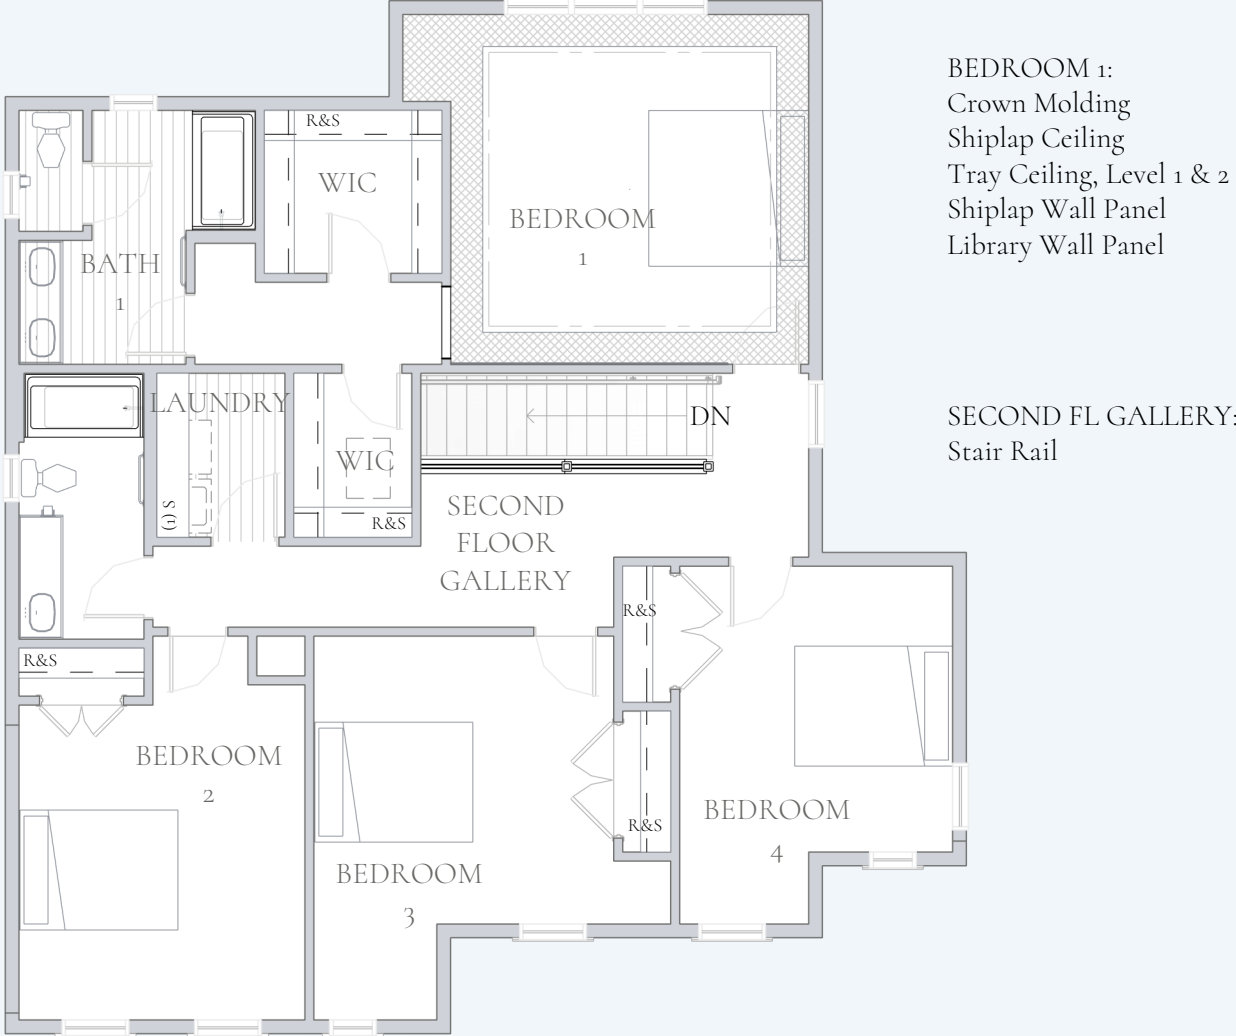 BEDROOM 1:
Crown Molding
Shiplap Ceiling
Tray Ceiling, Level 1 & 2
Shiplap Wall Panel
Library Wall Panel
SECOND FL GALLERY:
Stair Rail
R&S
WIC
BEDROOM
1
BATH
1
LAUNDRY
(1) S
WIC
R&S
DN
SECOND
FLOOR
GALLERY
R&S
R&S
BEDROOM
2
BEDROOM
3
R&S
BEDROOM
4